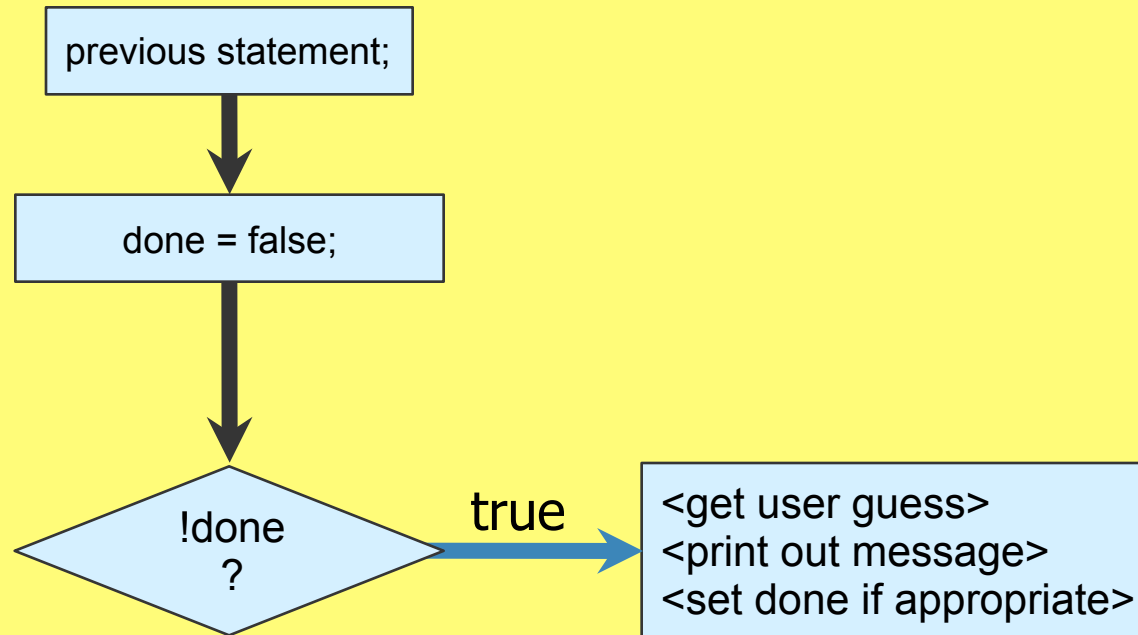 previous statement;
done = false;
!done
?
true
<get user guess>
<print out message>
<set done if appropriate>